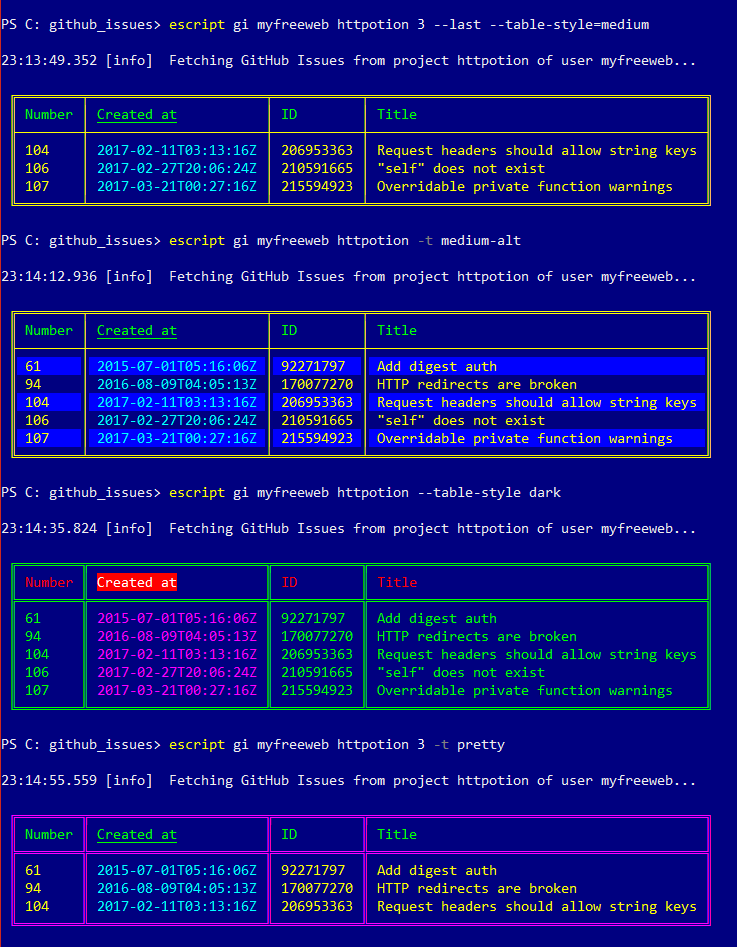 PS C: github_issues> escript gi myfreeweb httpotion 3 --last --table-style=medium
23:13:49.352 [info]  Fetching GitHub Issues from project httpotion of user myfreeweb...
Number Created at ID Title
104 2017-02-11T03:13:16Z 206953363 Request headers should allow string keys
106 2017-02-27T20:06:24Z 210591665 "self" does not exist
107 2017-03-21T00:27:16Z 215594923 Overridable private function warnings
PS C: github_issues> escript gi myfreeweb httpotion -t medium-alt
23:14:12.936 [info]  Fetching GitHub Issues from project httpotion of user myfreeweb...
Number Created at ID Title
61 2015-07-01T05:16:06Z 92271797 Add digest auth
94 2016-08-09T04:05:13Z 170077270 HTTP redirects are broken
104 2017-02-11T03:13:16Z 206953363 Request headers should allow string keys
106 2017-02-27T20:06:24Z 210591665 "self" does not exist
107 2017-03-21T00:27:16Z 215594923 Overridable private function warnings
PS C: github_issues> escript gi myfreeweb httpotion --table-style dark
23:14:35.824 [info]  Fetching GitHub Issues from project httpotion of user myfreeweb...
Number Created at ID Title
61 2015-07-01T05:16:06Z 92271797 Add digest auth
94 2016-08-09T04:05:13Z 170077270 HTTP redirects are broken
104 2017-02-11T03:13:16Z 206953363 Request headers should allow string keys
106 2017-02-27T20:06:24Z 210591665 "self" does not exist
107 2017-03-21T00:27:16Z 215594923 Overridable private function warnings
PS C: github_issues> escript gi myfreeweb httpotion 3 -t pretty
23:14:55.559 [info]  Fetching GitHub Issues from project httpotion of user myfreeweb...
Number Created at ID Title
61 2015-07-01T05:16:06Z 92271797 Add digest auth
94 2016-08-09T04:05:13Z 170077270 HTTP redirects are broken
104 2017-02-11T03:13:16Z 206953363 Request headers should allow string keys